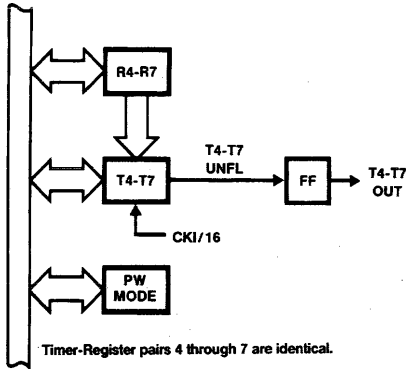 R4-R7
T4-T7
UNFL
T4-T7
FF
T4-T7
OUT
CKI/16
PW
MODE
Timer-Register pairs 4 through 7 are identical.